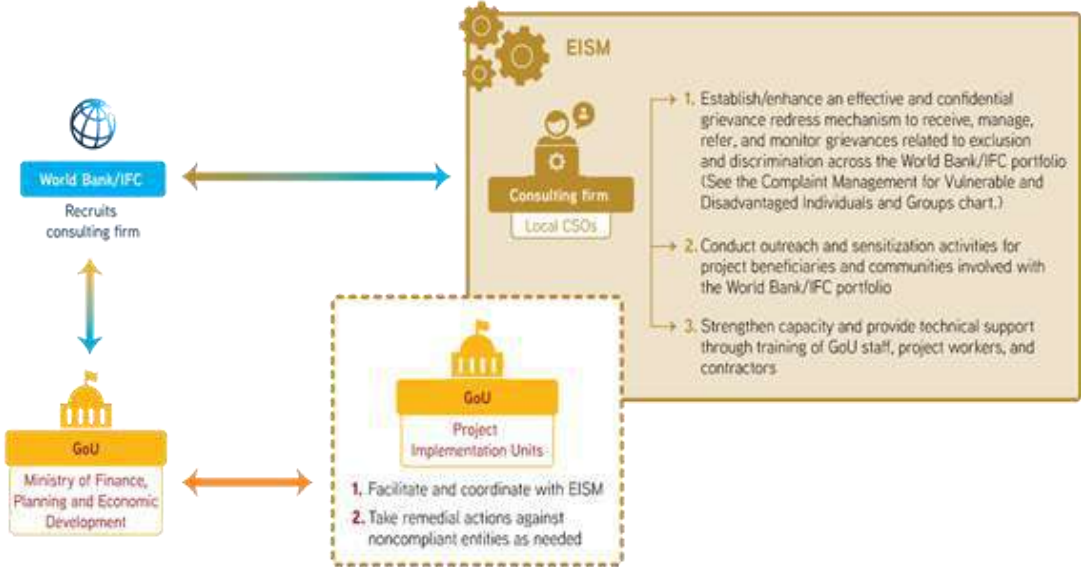 EISM
1. Establish/enhance an effective and confidential
grievance redress mechanism to receive, manage,
refer, and monitor grievances related to exclusion
and discrimination across the World Bank/IFC portfolio
(See the Complaint Management for Vulnerable and
Disadvantaged Individuals and Groups chart.)
2. Conduct outreach and sensitization activities for
project beneficiaries and communities involved with
the World Bank/IFC portfolio
3. Strengthen capacity and provide technical support
through training of GoU staff, project workers, and
contractors
Consulting firm
Local CSOs
World Bank/IFC
Recruits
consulting firm
GoU
Project
Implementation Units
1. Facilitate and coordinate with EISM
2. Take remedial actions against
noncompliant entities as needed
GoU
Ministry of Finance,
Planning and Economic
Development